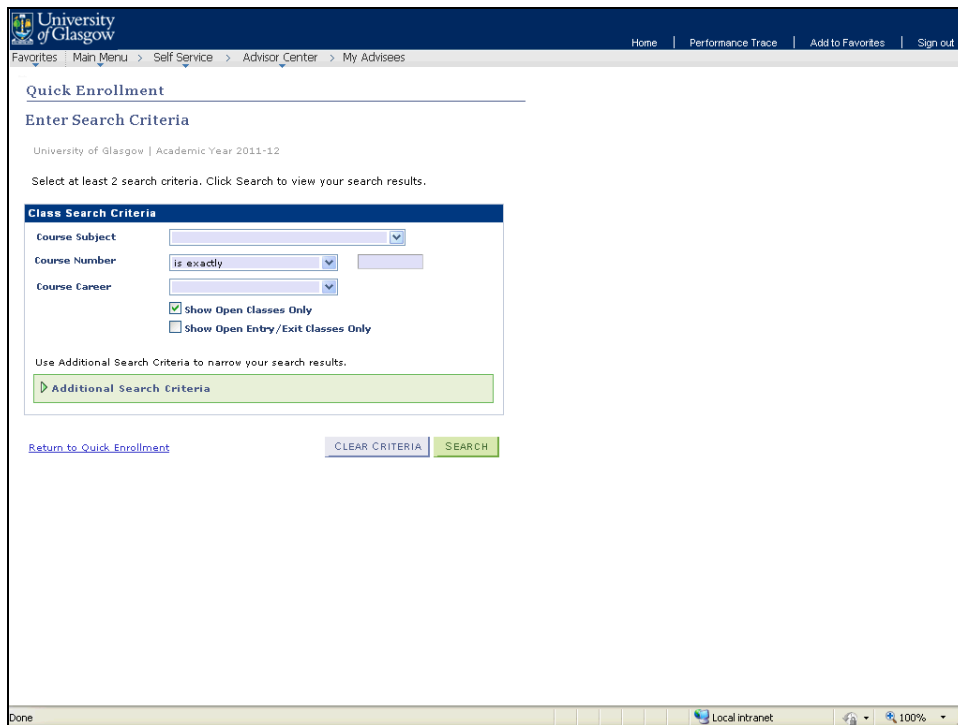 University
of Glasgow
Home | Performance Trace | Add to Favorites | Sign out
Favorites Main Menu > Self Service > Advisor Center > My Advisees
Quick Enrollment
Enter Search Criteria
University of Glasgow | Academic Year 2011-12
Select at least 2 search criteria. Click Search to view your search results.
Class Search Criteria
Course Subject
Course Number is exactly
Course Career
Show Open Classes Only
Show Open Entry/Exit Classes Only
Use Additional Search Criteria to narrow your search results.
Additional Search Criteria
Return to Quick Enrollment CLEAR CRITERIA SEARCH
Done Local intranet 100%